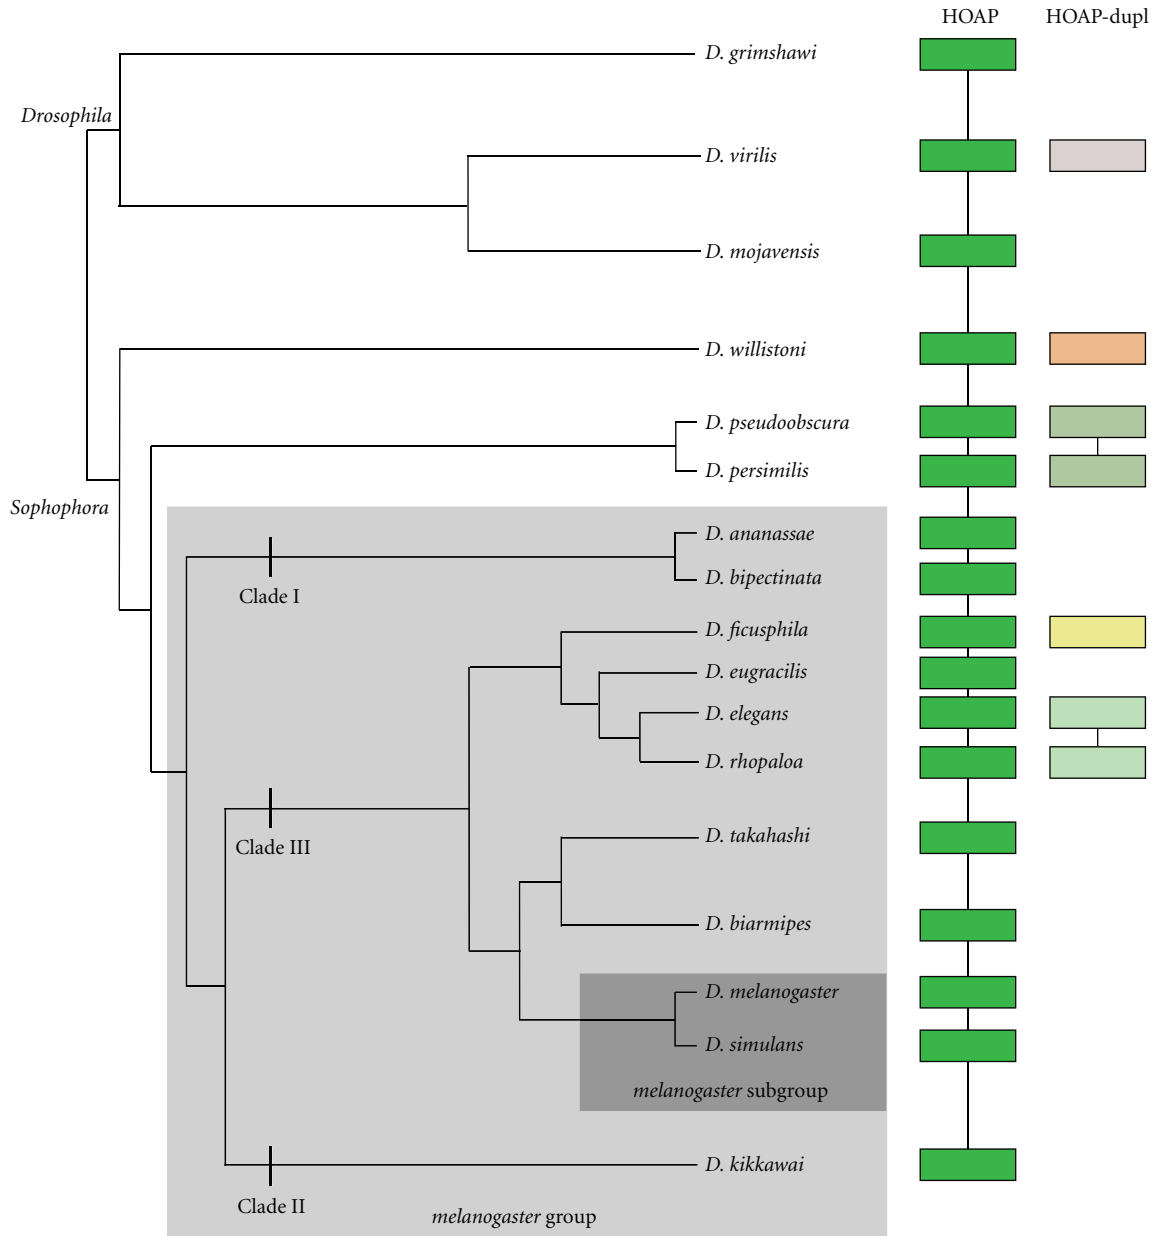 HOAP HOAP-dupl
D. grimshawi
Drosophila
D. virilis
D. mojavensis
D. willistoni
D. pseudoobscura
D. persimilis
Sophophora
D. ananassae
D. bipectinata
Clade I
D. ficusphila
D. eugracilis
D. elegans
D. rhopaloa
D. takahashi
Clade III
D. biarmipes
D. melanogaster
D. simulans
melanogaster subgroup
D. kikkawai
Clade II
melanogaster group